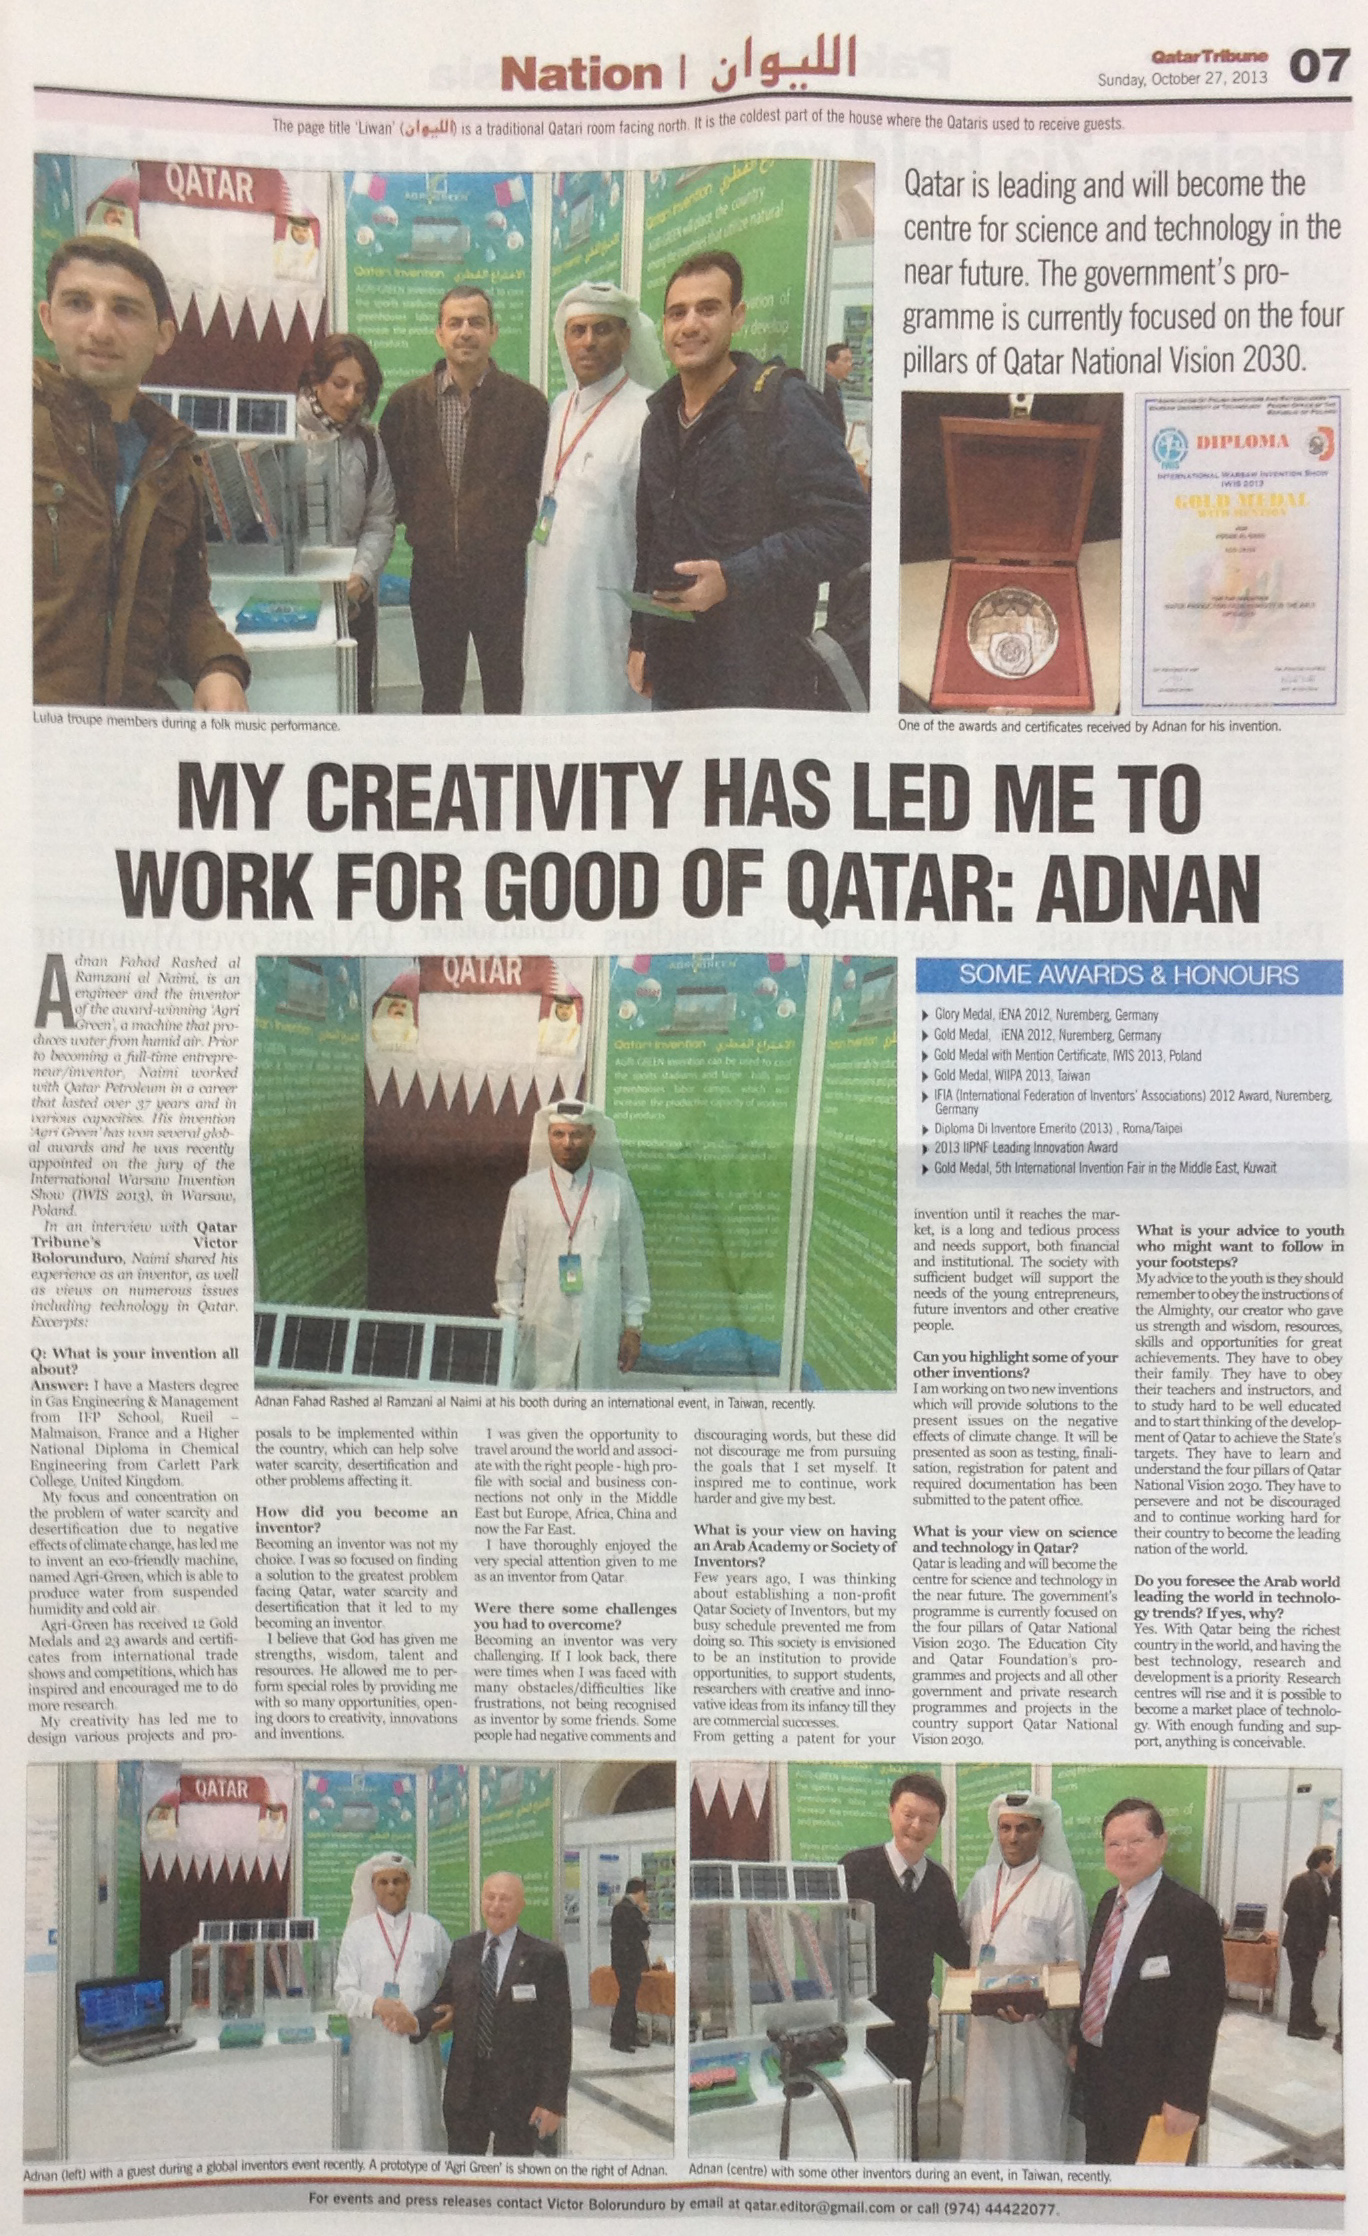 Nation | الليوان
Qatar Tribune
Sunday, October 27, 2013
07
The page title 'Liwan' (الليوان) is a traditional Qatari room facing north. It is the coldest part of the house where the Qataris used to receive guests.
QATAR
Qatar is leading and will become the
centre for science and technology in the
near future. The government's pro-
gramme is currently focused on the four
pillars of Qatar National Vision 2030.
DIPLOMA
INTERNATIONAL WARSAW INVENTION SHOW
IWIS 2013
GOLD MEDAL
WITH MENTION
Lulua troupe members during a folk music performance.
One of the awards and certificates received by Adnan for his invention.
MY CREATIVITY HAS LED ME TO
WORK FOR GOOD OF QATAR: ADNAN
Adnan Fahad Rashed al
Ramzani al Naimi, is an
engineer and the inventor
of the award-winning 'Agri
Green', a machine that pro-
duces water from humid air. Prior
to becoming a full-time entrepre-
neur/inventor, Naimi worked
with Qatar Petroleum in a career
that lasted over 37 years and in
various capacities. His invention
'Agri Green' has won several glob-
al awards and he was recently
appointed on the jury of the
International Warsaw Invention
Show (IWIS 2013), in Warsaw,
Poland.
In an interview with Qatar
Tribune's Victor
Bolorunduro, Naimi shared his
experience as an inventor, as well
as views on numerous issues
including technology in Qatar.
Excerpts:
Q: What is your invention all
about?
Answer: I have a Masters degree
in Gas Engineering & Management
from IFP School, Rueil –
Malmaison, France and a Higher
National Diploma in Chemical
Engineering from Carlett Park
College, United Kingdom.
My focus and concentration on
the problem of water scarcity and
desertification due to negative
effects of climate change, has led me
to invent an eco-friendly machine,
named Agri-Green, which is able to
produce water from suspended
humidity and cold air.
Agri-Green has received 12 Gold
Medals and 23 awards and certifi-
cates from international trade
shows and competitions, which has
inspired and encouraged me to do
more research.
My creativity has led me to
design various projects and pro-
QATAR
Adnan Fahad Rashed al Ramzani al Naimi at his booth during an international event, in Taiwan, recently.
posals to be implemented within
the country, which can help solve
water scarcity, desertification and
other problems affecting it.
How did you become an
inventor?
Becoming an inventor was not my
choice. I was so focused on finding
a solution to the greatest problem
facing Qatar, water scarcity and
desertification that it led to my
becoming an inventor.
I believe that God has given me
strengths, wisdom, talent and
resources. He allowed me to per-
form special roles by providing me
with so many opportunities, open-
ing doors to creativity, innovations
and inventions.
I was given the opportunity to
travel around the world and associ-
ate with the right people - high pro-
file with social and business con-
nections not only in the Middle
East but Europe, Africa, China and
now the Far East.
I have thoroughly enjoyed the
very special attention given to me
as an inventor from Qatar.
Were there some challenges
you had to overcome?
Becoming an inventor was very
challenging. If I look back, there
were times when I was faced with
many obstacles/difficulties like
frustrations, not being recognised
as inventor by some friends. Some
people had negative comments and
discouraging words, but these did
not discourage me from pursuing
the goals that I set myself. It
inspired me to continue, work
harder and give my best.
What is your view on having
an Arab Academy or Society of
Inventors?
Few years ago, I was thinking
about establishing a non-profit
Qatar Society of Inventors, but my
busy schedule prevented me from
doing so. This society is envisioned
to be an institution to provide
opportunities, to support students,
researchers with creative and inno-
vative ideas from its infancy till they
are commercial successes.
From getting a patent for your
SOME AWARDS & HONOURS
Glory Medal, iENA 2012, Nuremberg, Germany
Gold Medal, iENA 2012, Nuremberg, Germany
Gold Medal with Mention Certificate, IWIS 2013, Poland
Gold Medal, WIIPA 2013, Taiwan
IFIA (International Federation of Inventors' Associations) 2012 Award, Nuremberg,
Germany
Diploma Di Inventore Emerito (2013) , Roma/Taipei
2013 IIPNF Leading Innovation Award
Gold Medal, 5th International Invention Fair in the Middle East, Kuwait
invention until it reaches the mar-
ket, is a long and tedious process
and needs support, both financial
and institutional. The society with
sufficient budget will support the
needs of the young entrepreneurs,
future inventors and other creative
people.
Can you highlight some of your
other inventions?
I am working on two new inventions
which will provide solutions to the
present issues on the negative
effects of climate change. It will be
presented as soon as testing, finali-
sation, registration for patent and
required documentation has been
submitted to the patent office.
What is your view on science
and technology in Qatar?
Qatar is leading and will become the
centre for science and technology in
the near future. The government's
programme is currently focused on
the four pillars of Qatar National
Vision 2030. The Education City
and Qatar Foundation's pro-
grammes and projects and all other
government and private research
programmes and projects in the
country support Qatar National
Vision 2030.
What is your advice to youth
who might want to follow in
your footsteps?
My advice to the youth is they should
remember to obey the instructions of
the Almighty, our creator who gave
us strength and wisdom, resources,
skills and opportunities for great
achievements. They have to obey
their family. They have to obey
their teachers and instructors, and
to study hard to be well educated
and to start thinking of the develop-
ment of Qatar to achieve the State's
targets. They have to learn and
understand the four pillars of Qatar
National Vision 2030. They have to
persevere and not be discouraged
and to continue working hard for
their country to become the leading
nation of the world.
Do you foresee the Arab world
leading the world in technolo-
gy trends? If yes, why?
Yes. With Qatar being the richest
country in the world, and having the
best technology, research and
development is a priority. Research
centres will rise and it is possible to
become a market place of technolo-
gy. With enough funding and sup-
port, anything is conceivable.
QATAR
Adnan (left) with a guest during a global inventors event recently. A prototype of 'Agri Green' is shown on the right of Adnan.
Adnan (centre) with some other inventors during an event, in Taiwan, recently.
For events and press releases contact Victor Bolorunduro by email at qatar.editor@gmail.com or call (974) 44422077.